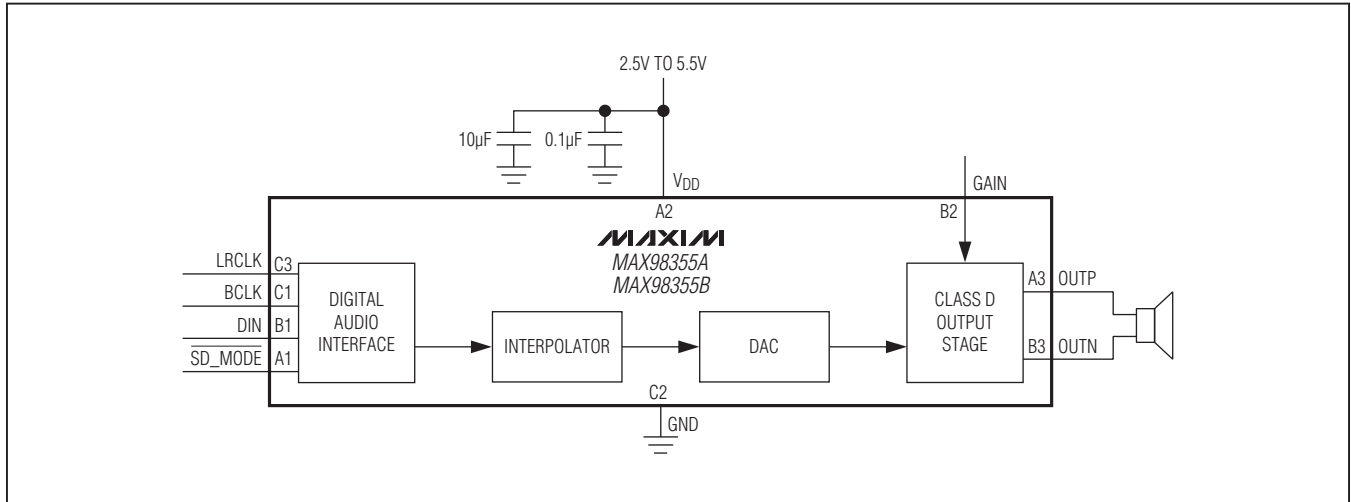 2.5V TO 5.5V
10µF
0.1µF
VDD
GAIN
A2
B2
MAXIM
MAX98355A
MAX98355B
LRCLK C3
BCLK C1
DIN B1
SD_MODE A1
DIGITAL
AUDIO
INTERFACE
INTERPOLATOR
DAC
CLASS D
OUTPUT
STAGE
A3 OUTP
B3 OUTN
C2
GND